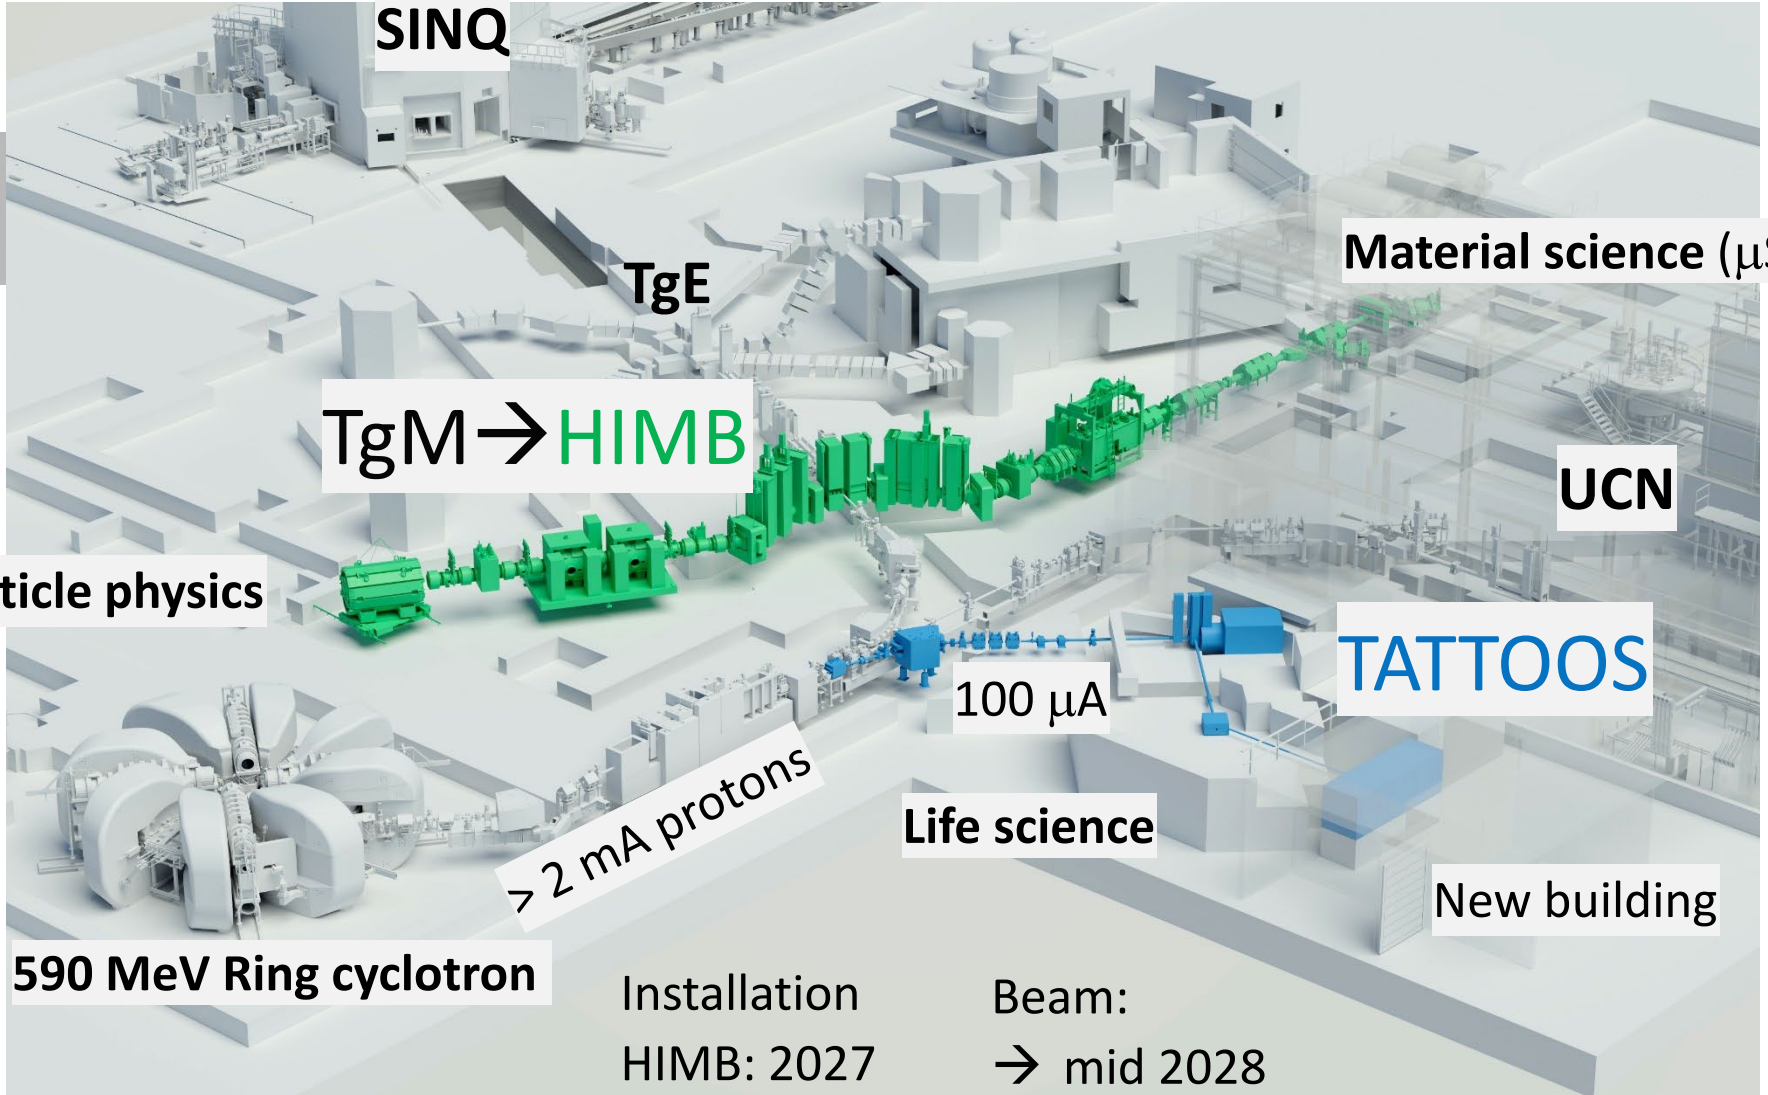 SINQ
TgE
Material science (μS
TgM→HIMB
UCN
ticle physics
TATTOOS
100 μA
> 2 mA protons
Life science
New building
590 MeV Ring cyclotron
Installation
HIMB: 2027
Beam:
→ mid 2028